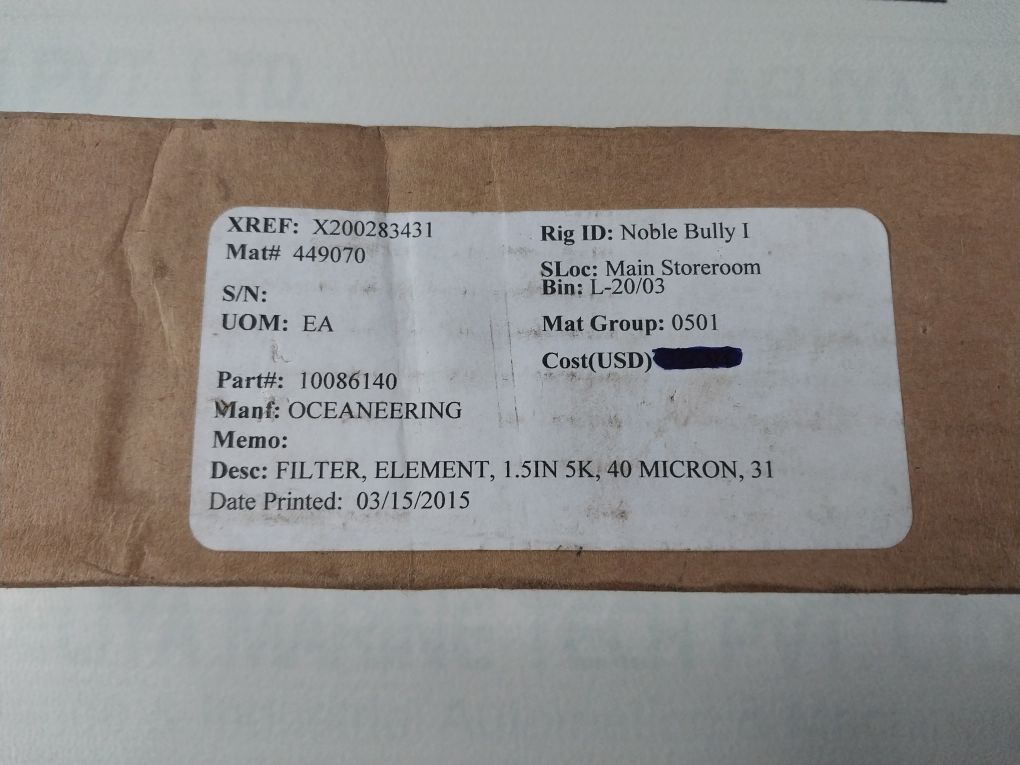 XREF: X200283431
Mat# 449070
S/N:
UOM: EA
Part#: 10086140
Manf: OCEANEERING
Memo:
Desc: FILTER, ELEMENT, 1.5IN 5K, 40 MICRON, 31
Date Printed: 03/15/2015
Rig ID: Noble Bully I
SLoc: Main Storeroom
Bin: L-20/03
Mat Group: 0501
Cost(USD)